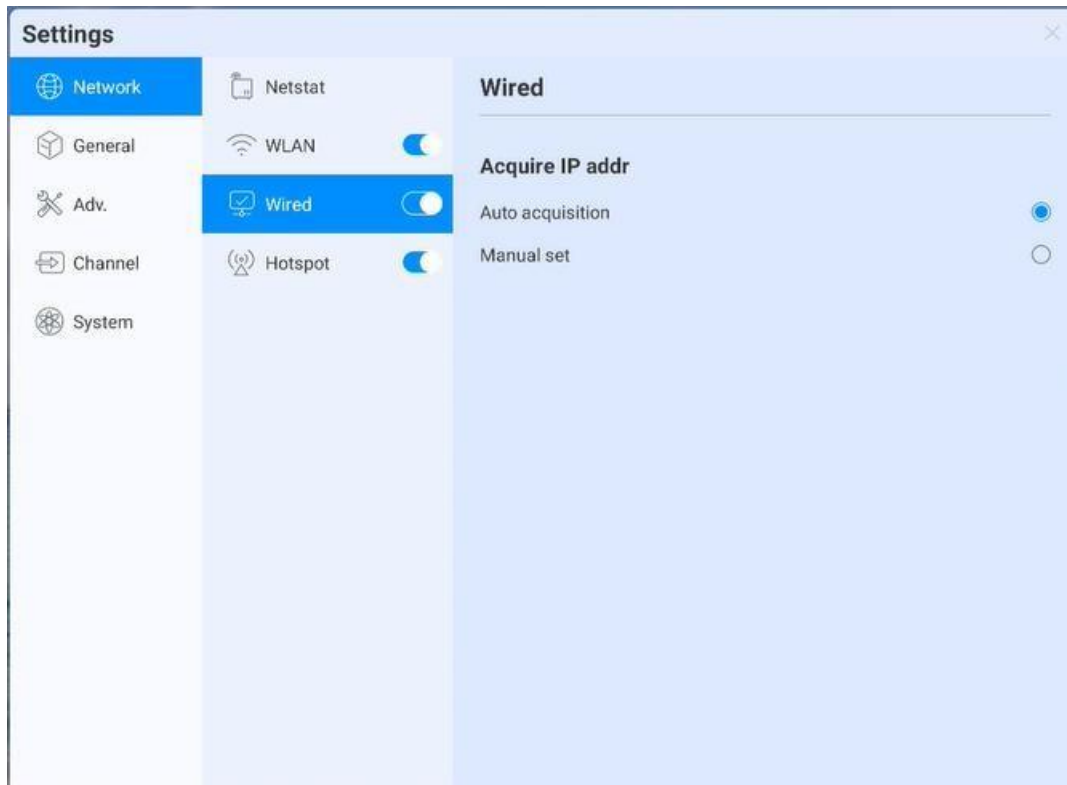 Settings
Network
General
Adv.
Channel
System
Netstat
WLAN
Wired
Hotspot
Wired
Acquire IP addr
Auto acquisition
Manual set